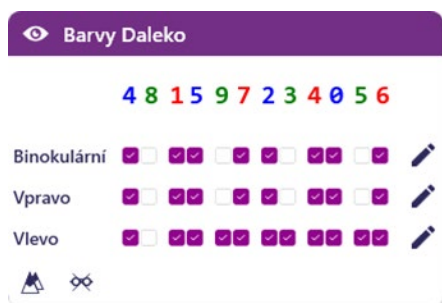 Barvy Daleko
4 8 1 5 9 7 2 3 4 0 5 6
Binokulární
Vpravo
Vlevo